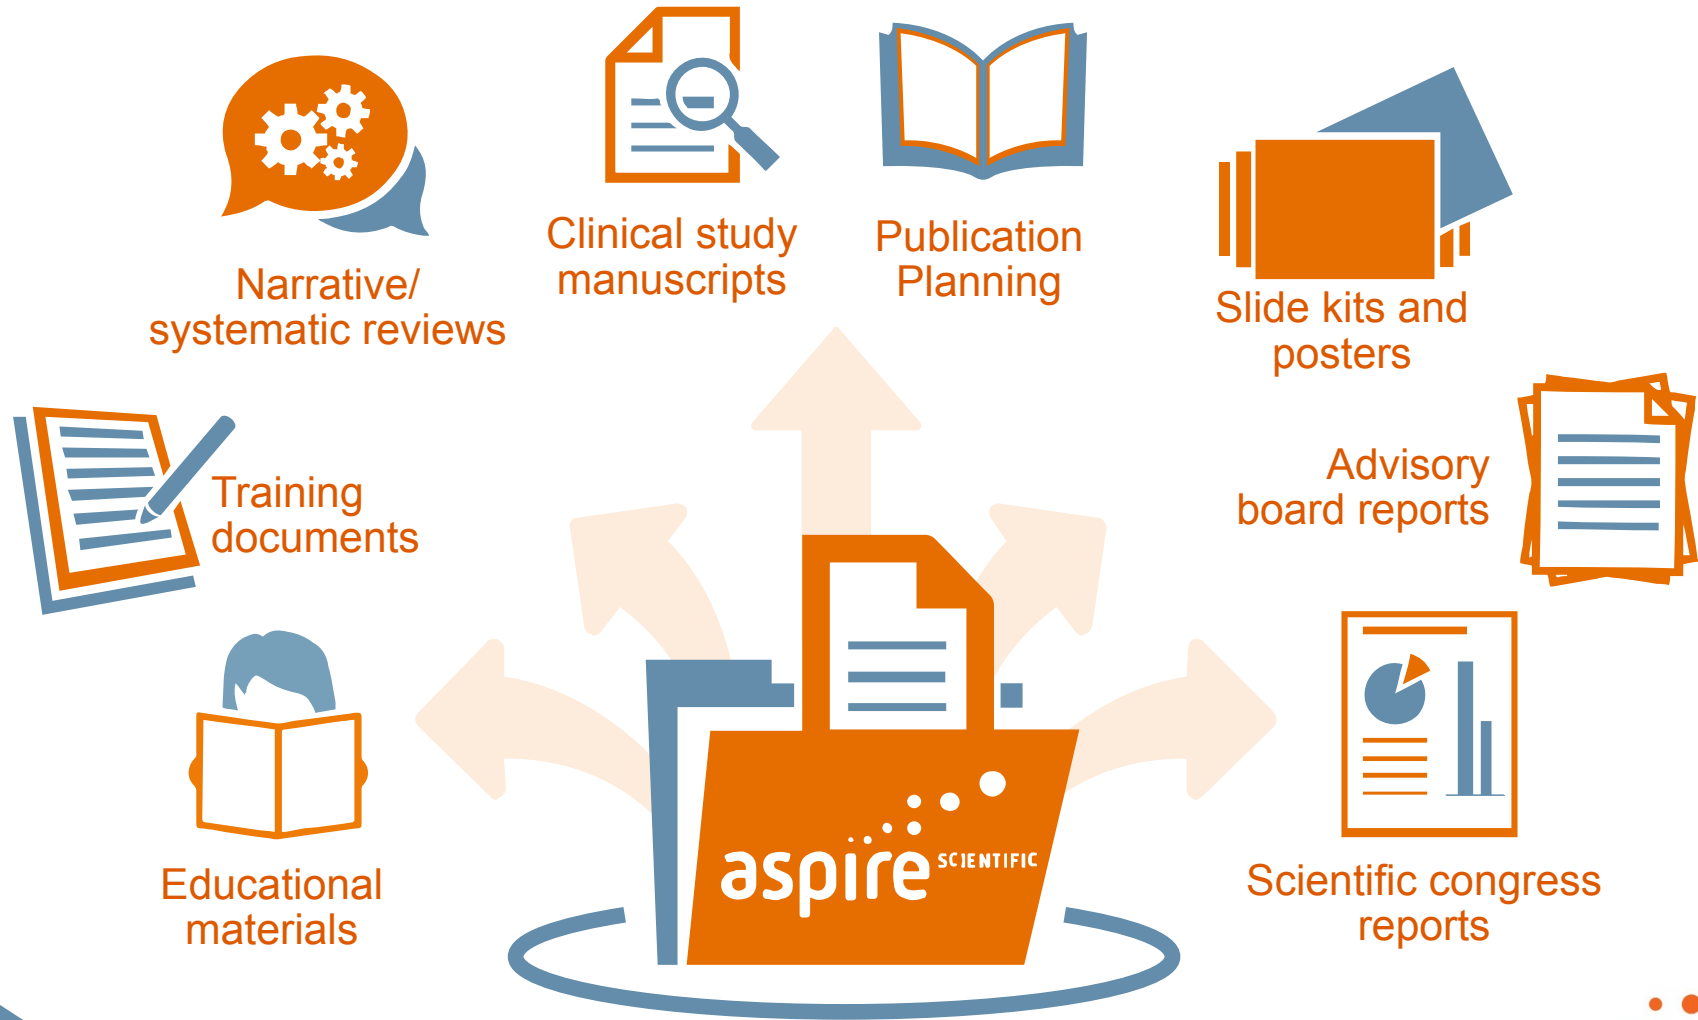 Clinical study
manuscripts
Publication
Planning
Narrative/
systematic reviews
Slide kits and
posters
Training
documents
Advisory
board reports
Educational
materials
aspire SCIENTIFIC
Scientific congress
reports